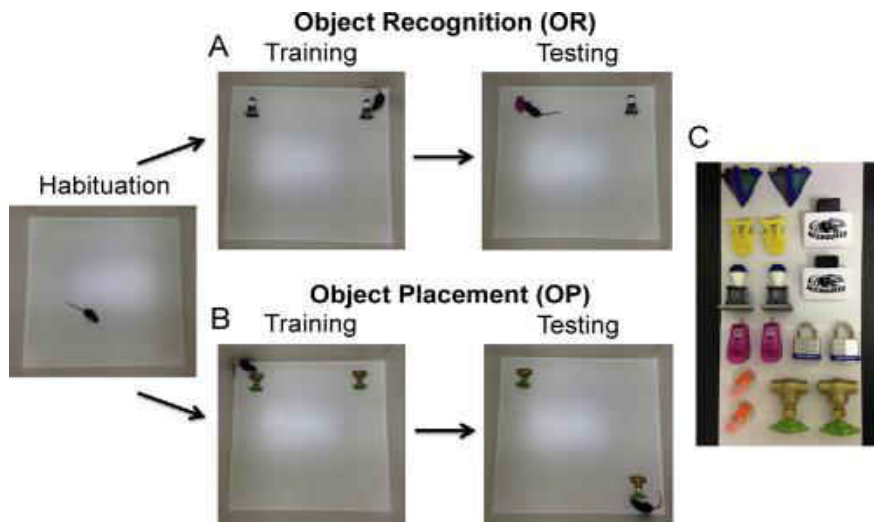 Object Recognition (OR)
A
Training
Testing
C
Habituation
Object Placement (OP)
B
Training
Testing